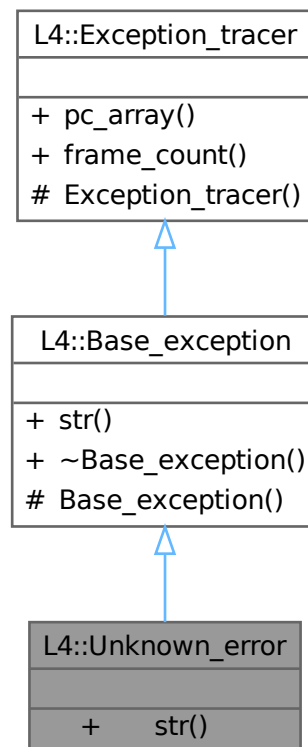 L4::Exception_tracer
+ pc_array()
+ frame_count()
# Exception_tracer()
L4::Base_exception
+ str()
+ ~Base_exception()
# Base_exception()
L4::Unknown_error
+ str()